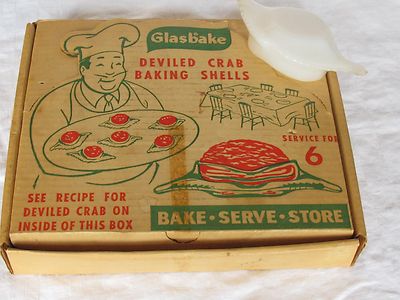 Glasbake
DEVILED CRAB
BAKING SHELLS
SERVICE FOR
6
SEE RECIPE FOR
DEVILED CRAB ON
INSIDE OF THIS BOX
BAKE • SERVE • STORE